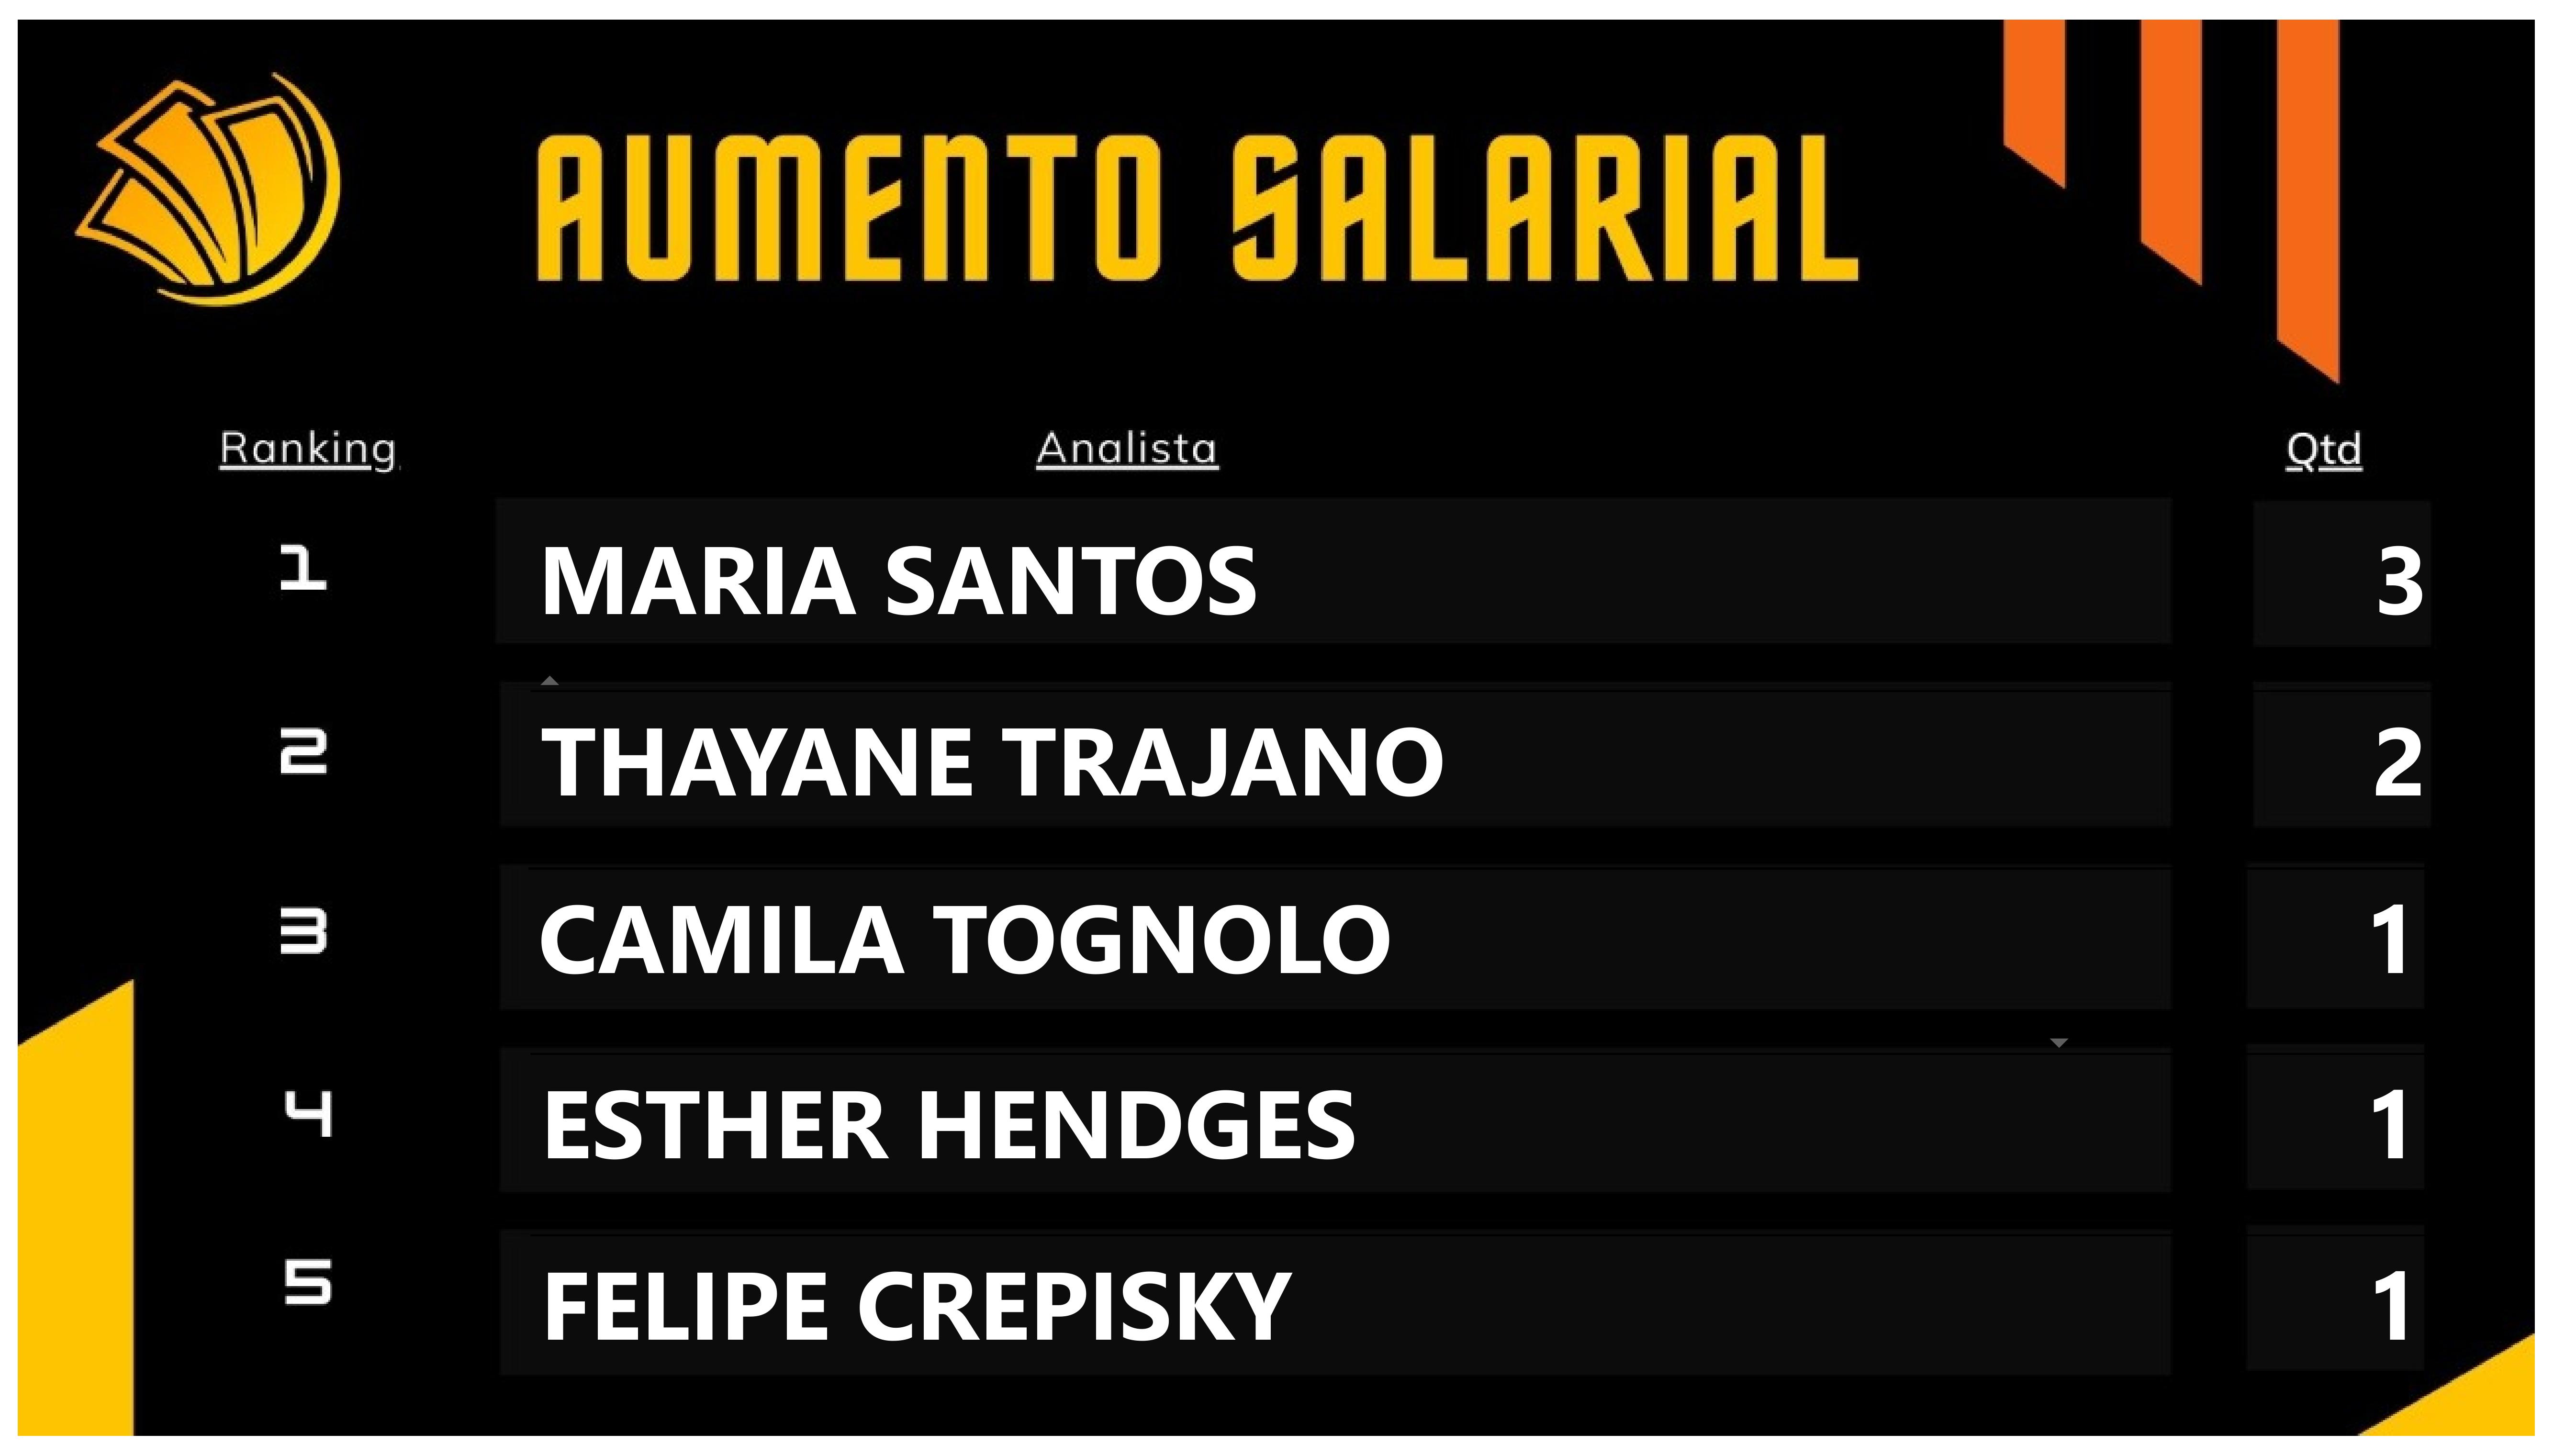 AUMENTO SALARIAL
Ranking Analista Qtd
1 MARIA SANTOS 3
2 THAYANE TRAJANO 2
3 CAMILA TOGNOLO 1
4 ESTHER HENDGES 1
5 FELIPE CREPISKY 1